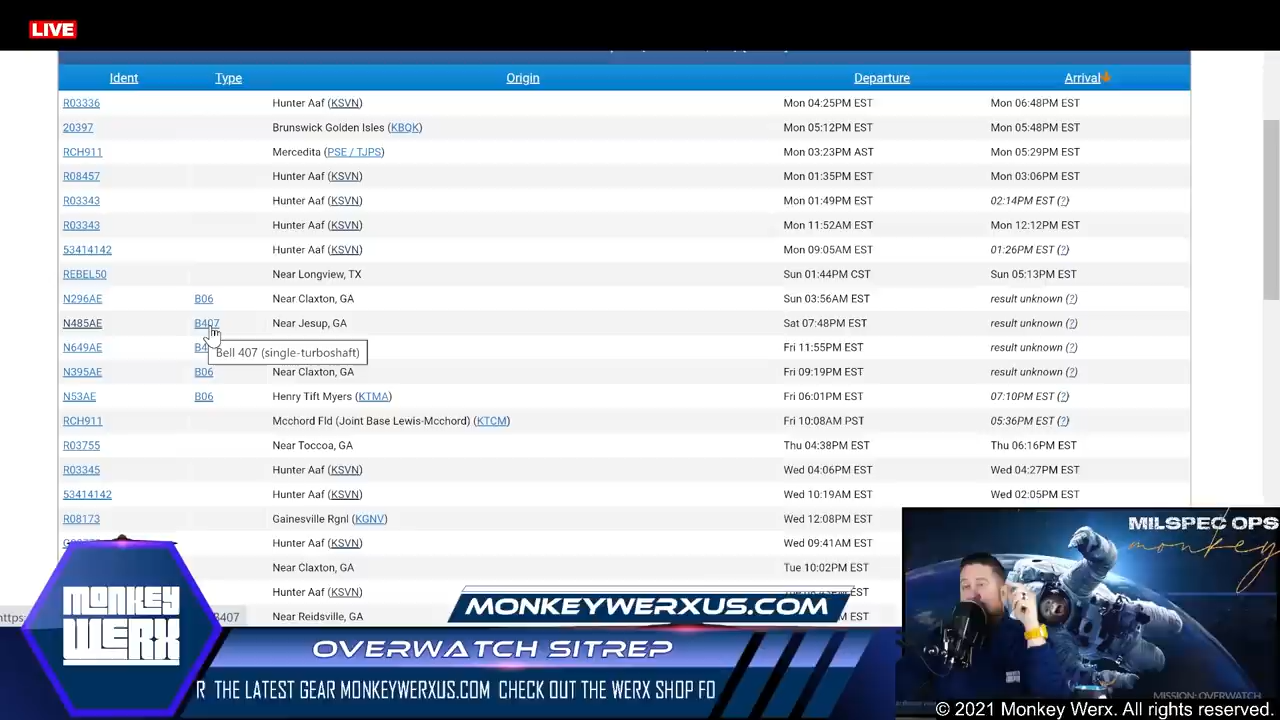 LIVE
Ident Type Origin Departure Arrival
R03336 Hunter Aaf (KSVN) Mon 04:25PM EST Mon 06:48PM EST
20397 Brunswick Golden Isles (KBQK) Mon 05:12PM EST Mon 05:48PM EST
RCH911 Mercedita (PSE / TJPS) Mon 03:23PM AST Mon 05:29PM EST
R08457 Hunter Aaf (KSVN) Mon 01:35PM EST Mon 03:06PM EST
R03343 Hunter Aaf (KSVN) Mon 01:49PM EST 02:14PM EST (?)
R03343 Hunter Aaf (KSVN) Mon 11:52AM EST Mon 12:12PM EST
53414142 Hunter Aaf (KSVN) Mon 09:05AM EST 01:26PM EST (?)
REBEL50 Near Longview, TX Sun 01:44PM CST Sun 05:13PM EST
N296AE B06 Near Claxton, GA Sun 03:56AM EST result unknown (?)
N485AE B407 Near Jesup, GA Sat 07:48PM EST result unknown (?)
N649AE B4 Fri 11:55PM EST result unknown (?)
Bell 407 (single-turboshaft)
N395AE B06 Near Claxton, GA Fri 09:19PM EST result unknown (?)
N53AE B06 Henry Tift Myers (KTMA) Fri 06:01PM EST 07:10PM EST (?)
RCH911 Mcchord Fld (Joint Base Lewis-Mcchord) (KTCM) Fri 10:08AM PST 05:36PM EST (?)
R03755 Near Toccoa, GA Thu 04:38PM EST Thu 06:16PM EST
R03345 Hunter Aaf (KSVN) Wed 04:06PM EST Wed 04:27PM EST
53414142 Hunter Aaf (KSVN) Wed 10:19AM EST Wed 02:05PM EST
R08173 Gainesville Rgnl (KGNV) Wed 12:08PM EST
Hunter Aaf (KSVN) Wed 09:41AM EST
Near Claxton, GA Tue 10:02PM EST
Hunter Aaf (KSVN)
https: B407 Near Reidsville, GA
MILSPEC OPS
monkey
MONKEY
WERX
MONKEYWERXUS.COM
OVERWATCH SITREP
R THE LATEST GEAR MONKEYWERXUS.COM CHECK OUT THE WERX SHOP FO
MISSION: OVERWATCH
© 2021 Monkey Werx. All rights reserved.